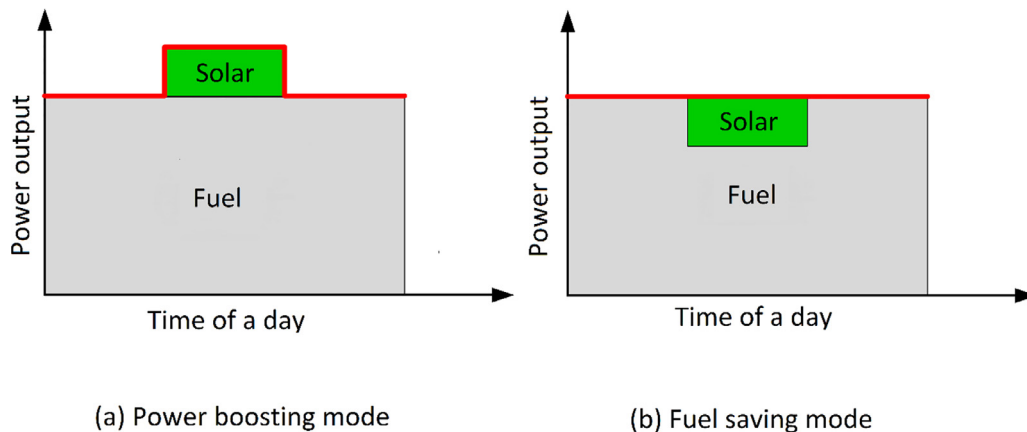 Power output
Solar
Fuel
Time of a day
(a) Power boosting mode
Power output
Solar
Fuel
Time of a day
(b) Fuel saving mode